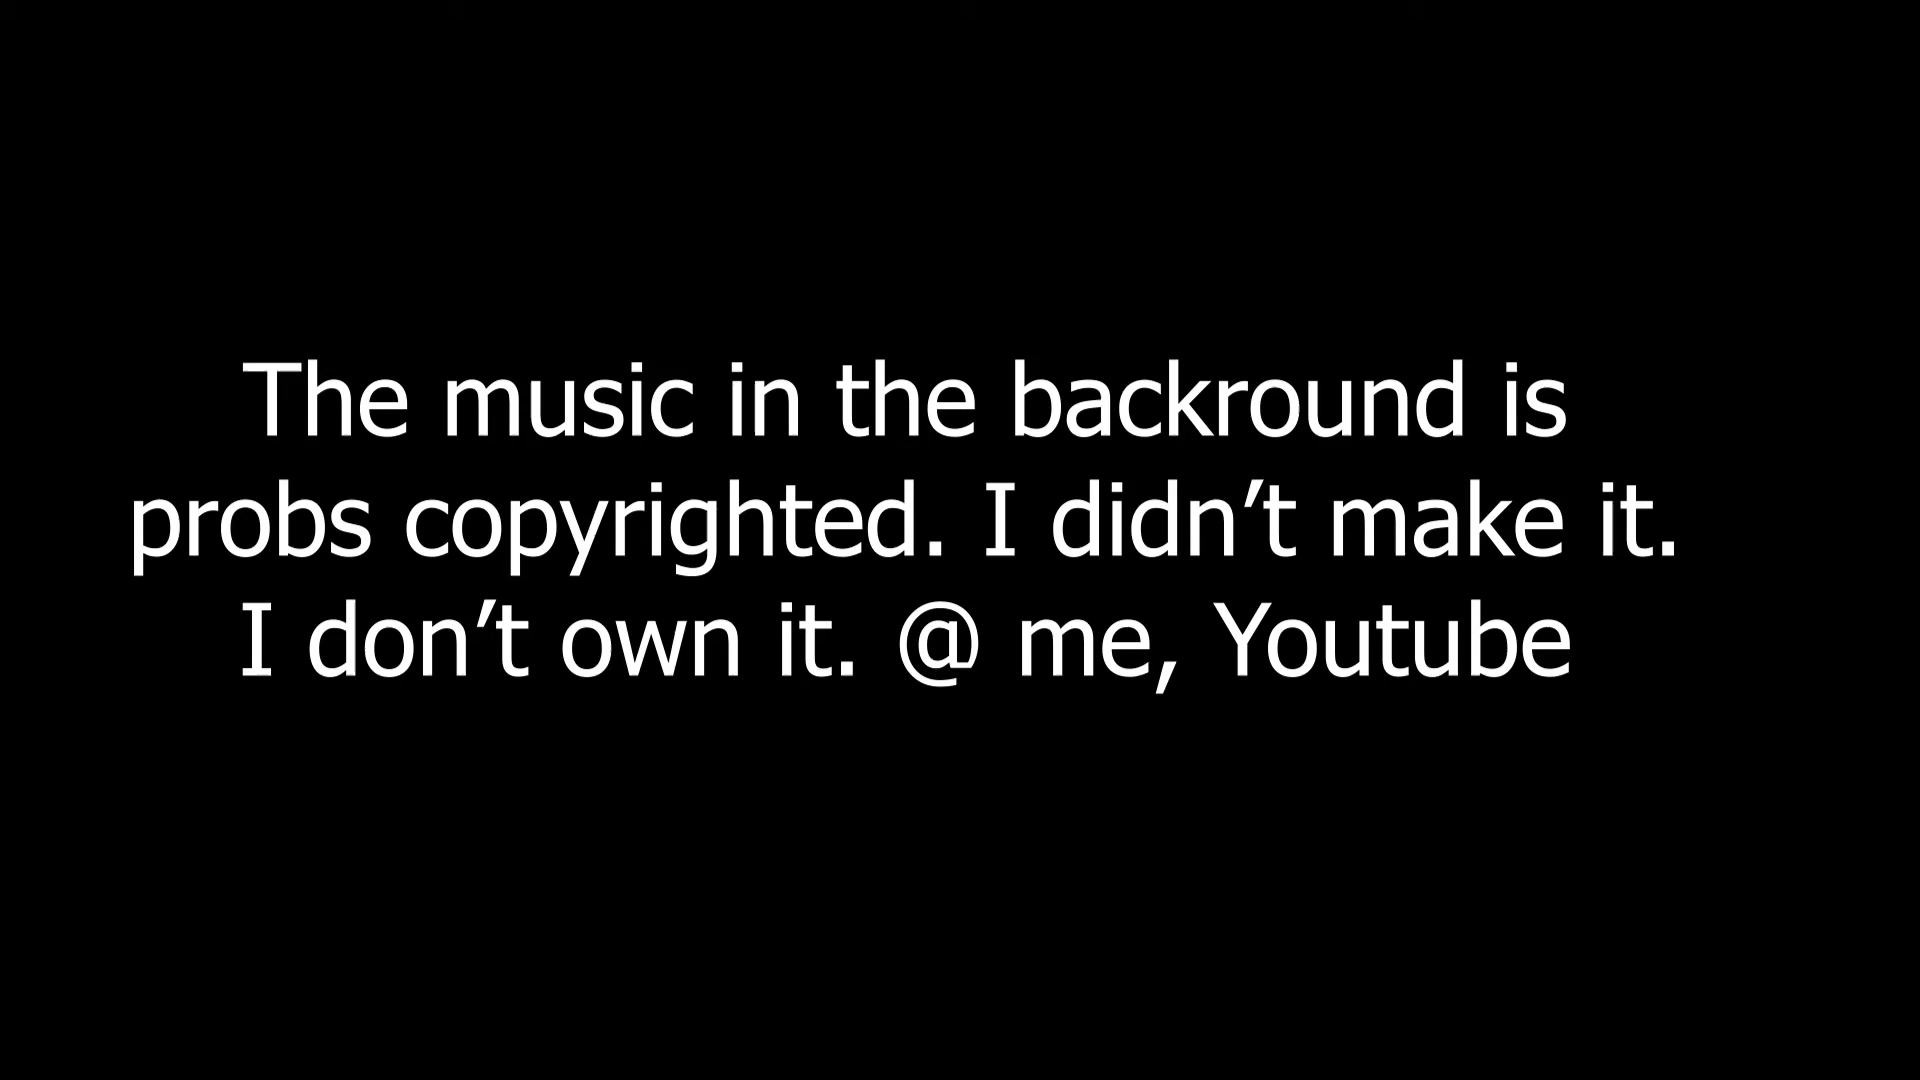 The music in the backround is
probs copyrighted. I didn’t make it.
I don’t own it. @ me, Youtube